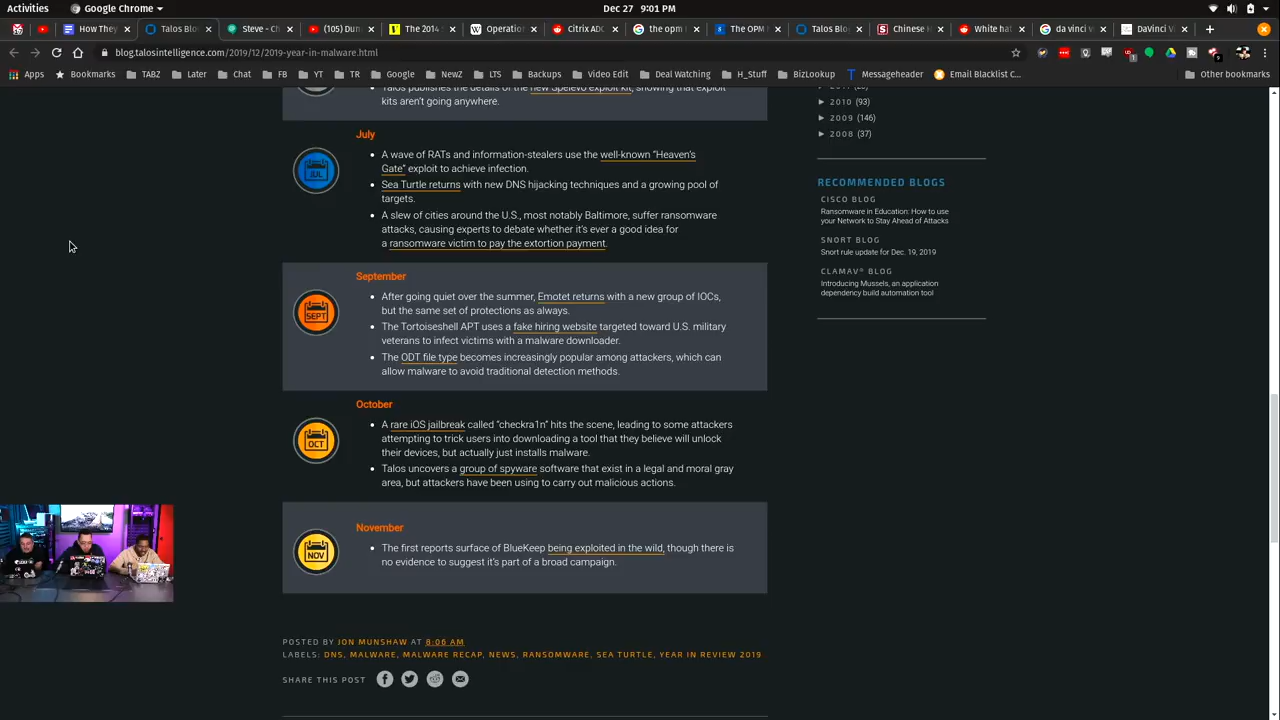 Activities
Google Chrome
Dec 27 9:01 PM
How They
Talos Bloc
Steve - Ch
(105) Dun
The 2014
Operation
Citrix ADC
the opm
The OPM
Talos Blo
Chinese
White hat
da vinci
DaVinci
blog.talosintelligence.com/2019/12/2019-year-in-malware.html
Apps
Bookmarks
TABZ
Later
Chat
FB
YT
TR
Google
NewZ
LTS
Backups
Video Edit
Deal Watching
H_Stuff
BizLookup
Messageheader
Email Blacklist C...
Other bookmarks
Talos publishes the details of the new Spelevo exploit kit, showing that exploit
kits aren't going anywhere.
July
JUL
A wave of RATs and information-stealers use the well-known "Heaven's
Gate" exploit to achieve infection.
Sea Turtle returns with new DNS hijacking techniques and a growing pool of
targets.
A slew of cities around the U.S., most notably Baltimore, suffer ransomware
attacks, causing experts to debate whether it's ever a good idea for
a ransomware victim to pay the extortion payment.
September
SEPT
After going quiet over the summer, Emotet returns with a new group of IOCs,
but the same set of protections as always.
The Tortoiseshell APT uses a fake hiring website targeted toward U.S. military
veterans to infect victims with a malware downloader.
The ODT file type becomes increasingly popular among attackers, which can
allow malware to avoid traditional detection methods.
October
OCT
A rare iOS jailbreak called "checkra1n" hits the scene, leading to some attackers
attempting to trick users into downloading a tool that they believe will unlock
their devices, but actually just installs malware.
Talos uncovers a group of spyware software that exist in a legal and moral gray
area, but attackers have been using to carry out malicious actions.
November
NOV
The first reports surface of BlueKeep being exploited in the wild, though there is
no evidence to suggest it's part of a broad campaign.
POSTED BY JON MUNSHAW AT 8:06 AM
LABELS: DNS, MALWARE, MALWARE RECAP, NEWS, RANSOMWARE, SEA TURTLE, YEAR IN REVIEW 2019
SHARE THIS POST
► 2010 (93)
► 2009 (146)
► 2008 (37)
RECOMMENDED BLOGS
CISCO BLOG
Ransomware in Education: How to use
your Network to Stay Ahead of Attacks
SNORT BLOG
Snort rule update for Dec. 19, 2019
CLAMAV® BLOG
Introducing Mussels, an application
dependency build automation tool